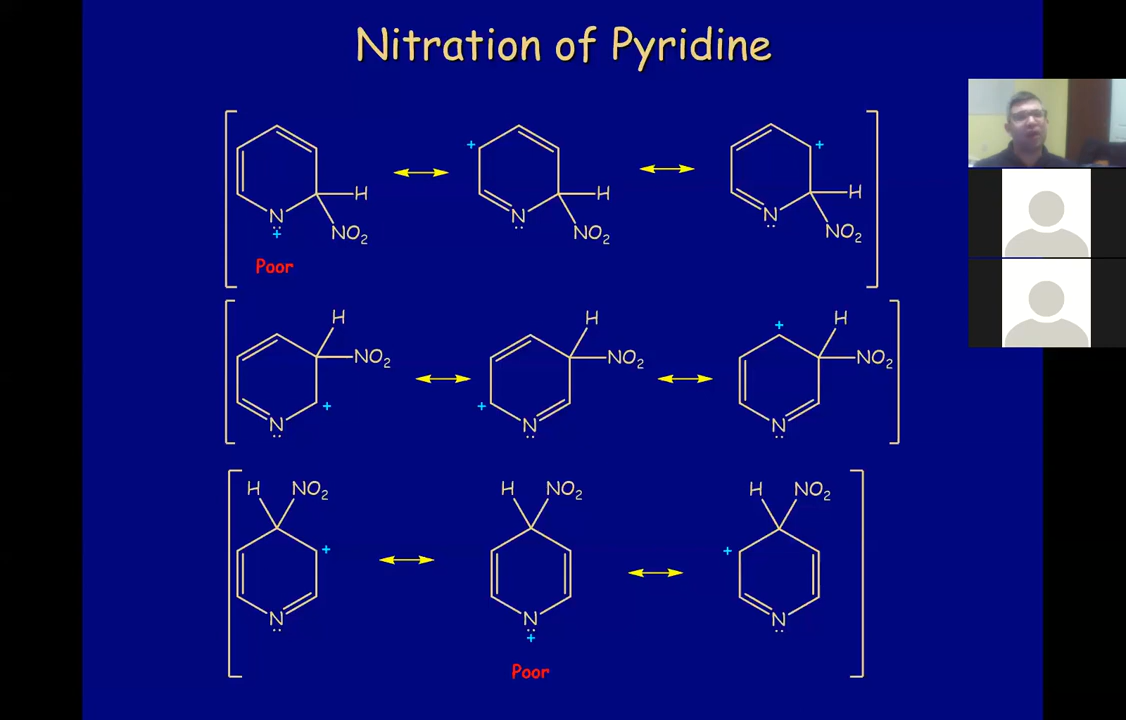 Nitration of Pyridine
+ +
H H H
N N N
+ NO2 NO2 NO2
Poor
H H + H
NO2 NO2 NO2
+ +
N N N
H NO2 H NO2 H NO2
+ +
N N N
+
Poor